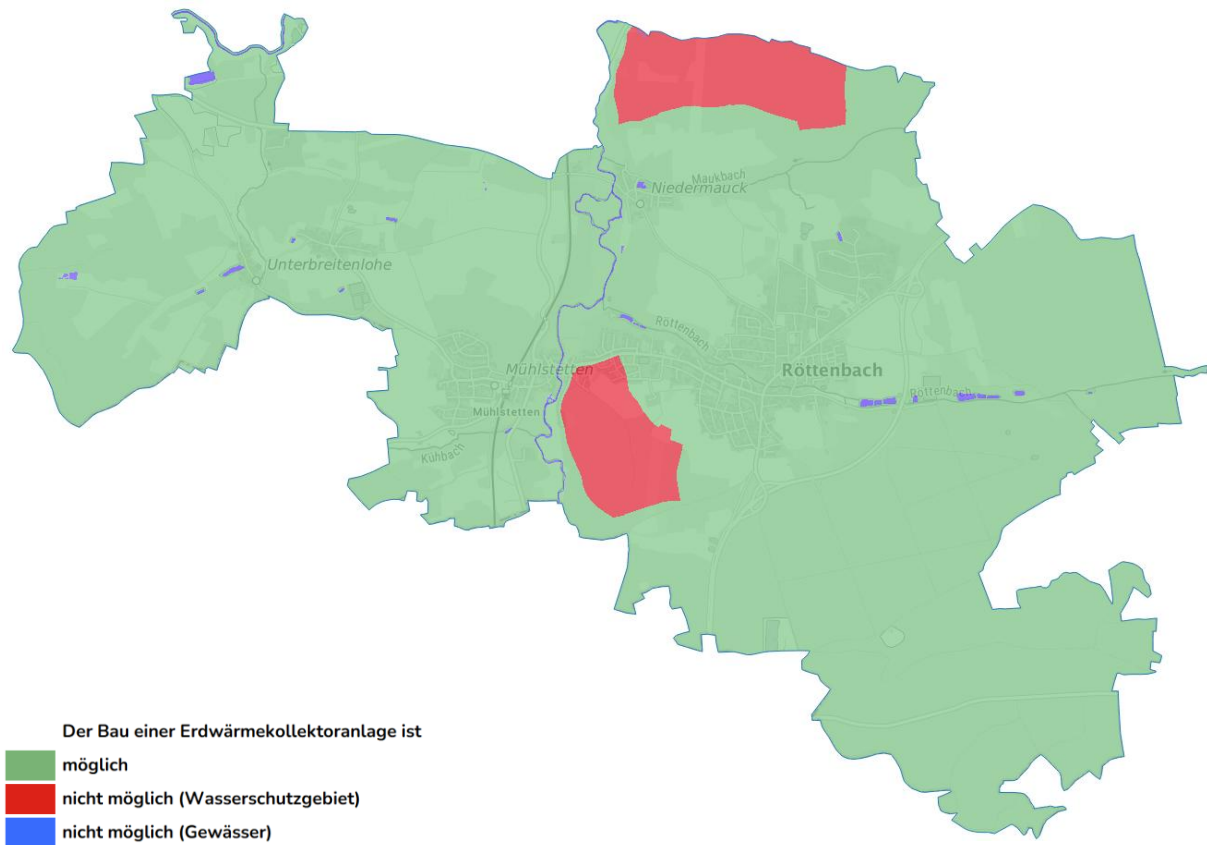 Maukbach
Niedermauck
Unterbreitenlohe
Röttenbach
Mühlstetten
Röttenbach
Röttenbach
Mühlstetten
Kühbach
Der Bau einer Erdwärmekollektoranlage ist
möglich
nicht möglich (Wasserschutzgebiet)
nicht möglich (Gewässer)